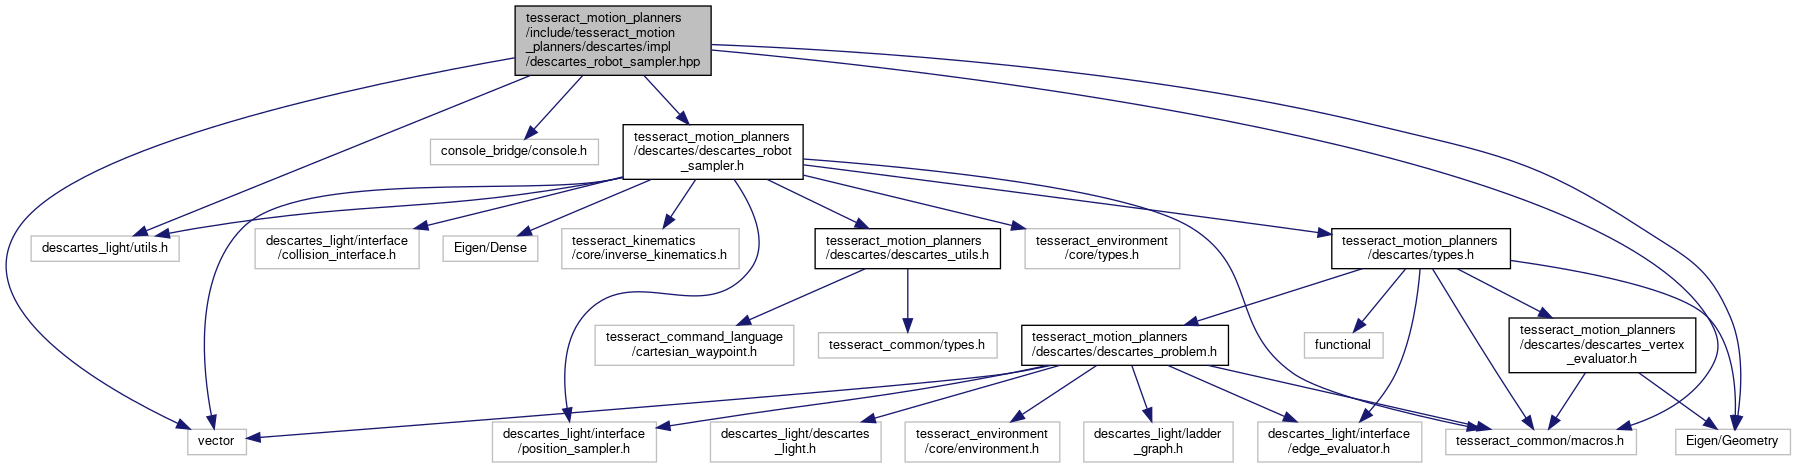 tesseract_motion_planners
/include/tesseract_motion
_planners/descartes/impl
/descartes_robot_sampler.hpp
console_bridge/console.h
tesseract_motion_planners
/descartes/descartes_robot
_sampler.h
descartes_light/utils.h
descartes_light/interface
/collision_interface.h
Eigen/Dense
tesseract_kinematics
/core/inverse_kinematics.h
tesseract_motion_planners
/descartes/descartes_utils.h
tesseract_environment
/core/types.h
tesseract_motion_planners
/descartes/types.h
tesseract_command_language
/cartesian_waypoint.h
tesseract_common/types.h
tesseract_motion_planners
/descartes/descartes_problem.h
functional
tesseract_motion_planners
/descartes/descartes_vertex
_evaluator.h
vector
descartes_light/interface
/position_sampler.h
descartes_light/descartes
_light.h
tesseract_environment
/core/environment.h
descartes_light/ladder
_graph.h
descartes_light/interface
/edge_evaluator.h
tesseract_common/macros.h
Eigen/Geometry